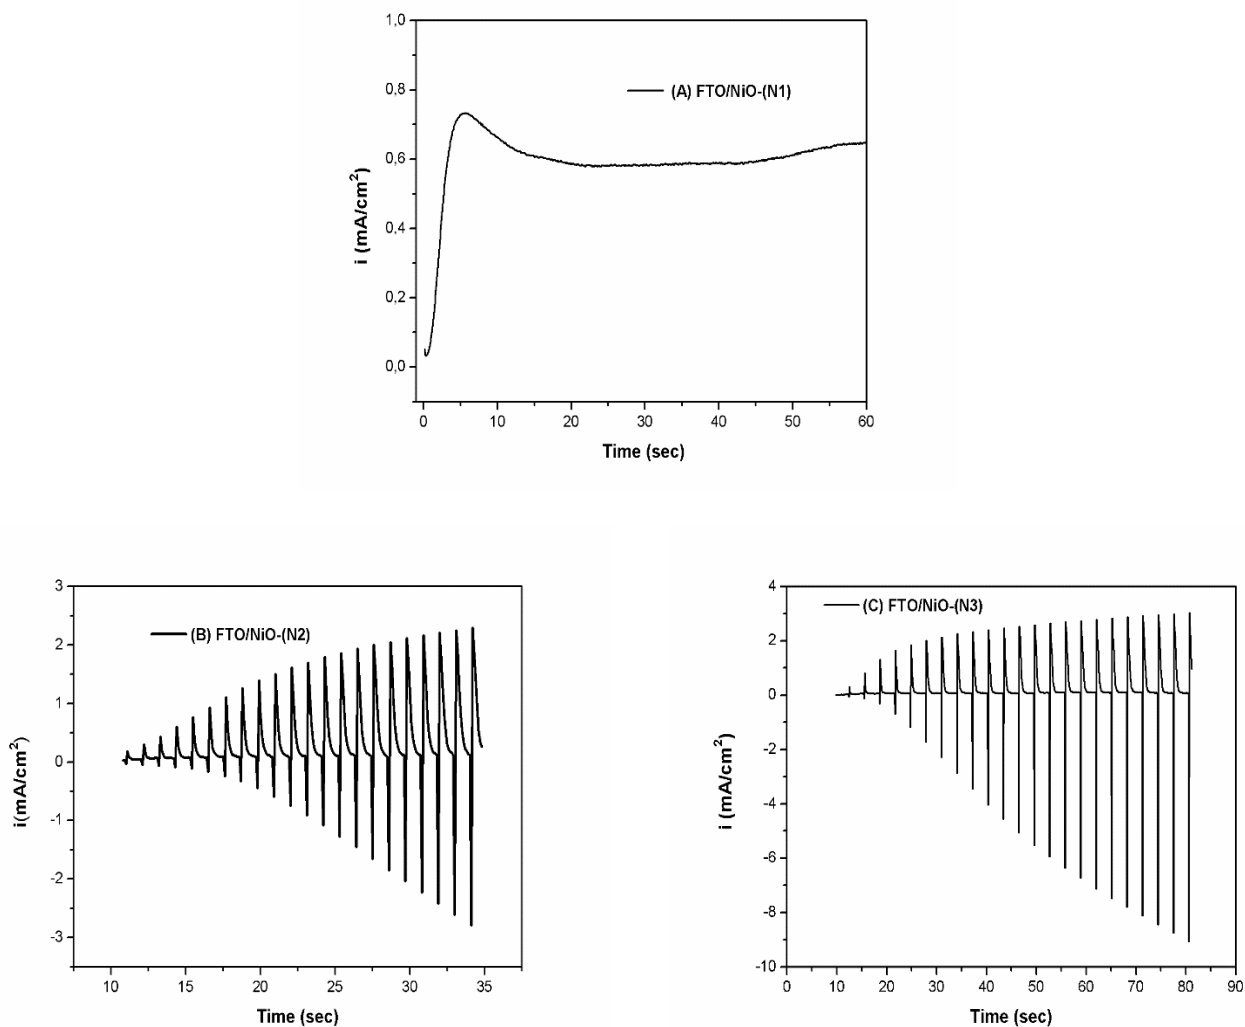 1,0
0,8
0,6
0,4
0,2
0,0
i (mA/cm²)
(A) FTO/NiO-(N1)
0 10 20 30 40 50 60
Time (sec)
3
2
1
0
-1
-2
-3
i(mA/cm²)
(B) FTO/NiO-(N2)
10 15 20 25 30 35
Time (sec)
4
2
0
-2
-4
-6
-8
-10
i (mA/cm²)
(C) FTO/NiO-(N3)
0 10 20 30 40 50 60 70 80 90
Time (sec)